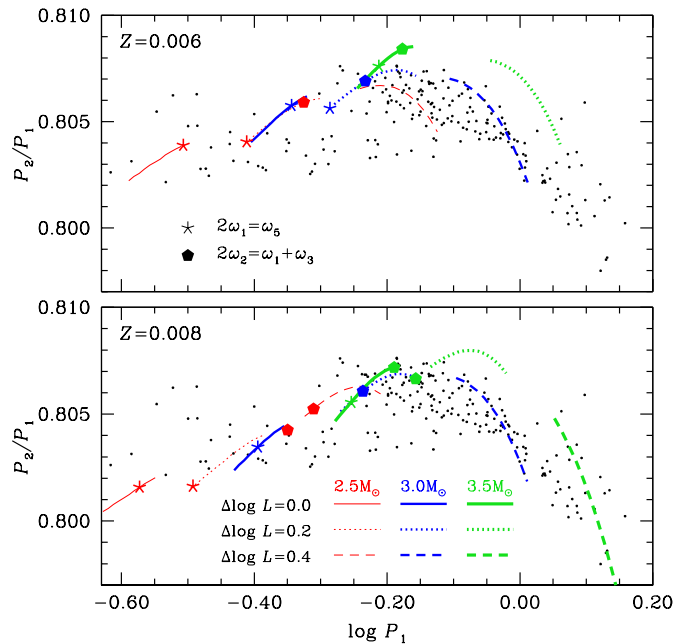 Z=0.006
0.810
0.805
0.800
P₂/P₁
2ω₁=ω₅
2ω₂=ω₁+ω₃
Z=0.008
0.810
0.805
0.800
P₂/P₁
2.5M⊙ 3.0M⊙ 3.5M⊙
Δlog L=0.0
Δlog L=0.2
Δlog L=0.4
−0.60 −0.40 −0.20 0.00 0.20
log P₁